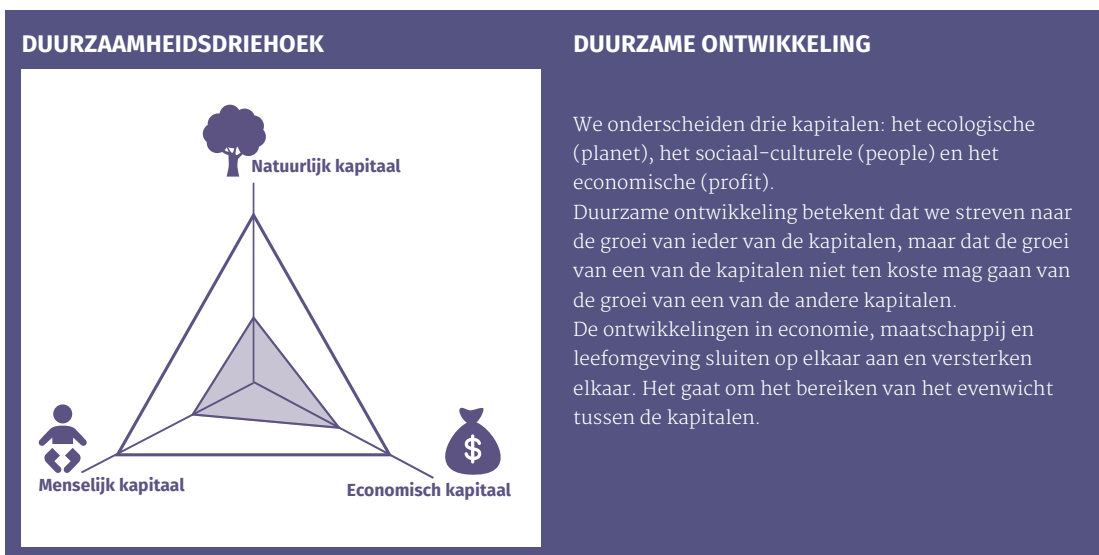 DUURZAAMHEIDSDRIEHOEK
Natuurlijk kapitaal
$
Menselijk kapitaal
Economisch kapitaal
DUURZAME ONTWIKKELING
We onderscheiden drie kapitalen: het ecologische
(planet), het sociaal-culturele (people) en het
economische (profit).
Duurzame ontwikkeling betekent dat we streven naar
de groei van ieder van de kapitalen, maar dat de groei
van een van de kapitalen niet ten koste mag gaan van
de groei van een van de andere kapitalen.
De ontwikkelingen in economie, maatschappij en
leefomgeving sluiten op elkaar aan en versterken
elkaar. Het gaat om het bereiken van het evenwicht
tussen de kapitalen.